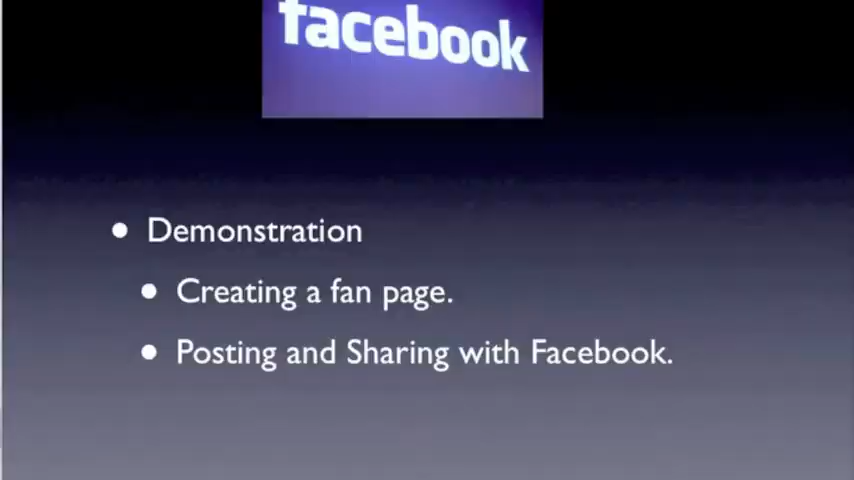 facebook
• Demonstration
• Creating a fan page.
• Posting and Sharing with Facebook.